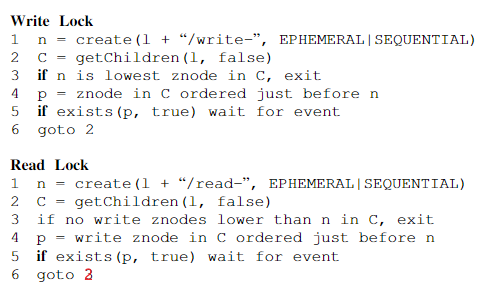 Write Lock
1 n = create(l + “/write-”, EPHEMERAL|SEQUENTIAL)
2 C = getChildren(l, false)
3 if n is lowest znode in C, exit
4 p = znode in C ordered just before n
5 if exists(p, true) wait for event
6 goto 2
Read Lock
1 n = create(l + “/read-”, EPHEMERAL|SEQUENTIAL)
2 C = getChildren(l, false)
3 if no write znodes lower than n in C, exit
4 p = write znode in C ordered just before n
5 if exists(p, true) wait for event
6 goto